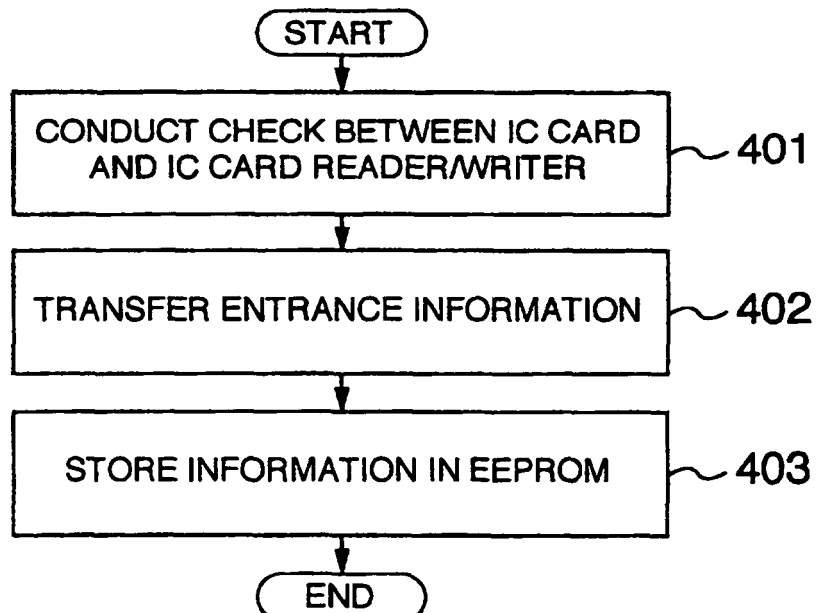 START
CONDUCT CHECK BETWEEN IC CARD
AND IC CARD READER/WRITER
401
TRANSFER ENTRANCE INFORMATION
402
STORE INFORMATION IN EEPROM
403
END